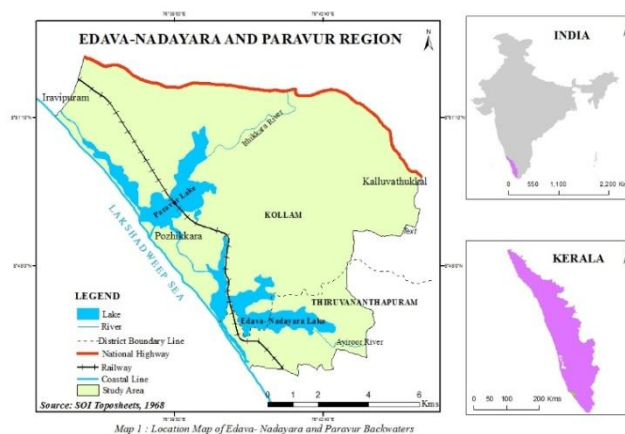 EDAVA-NADAYARA AND PARAVUR REGION
N
Iravipuram
Ithikkara River
Kalluvathukkal
Paravur Lake
KOLLAM
Text
Pozhikkara
LAKSHADWEEP SEA
THIRUVANANTHAPURAM
Edava- Nadayara Lake
Ayiroor River
LEGEND
Lake
River
District Boundary Line
National Highway
Railway
Coastal Line
Study Area
Source: SOI Toposheets, 1968
0 1 2 4 6
Kms
Map 1 : Location Map of Edava- Nadayara and Paravur Backwaters
INDIA
0 550 1,100 2,200 Km
KERALA
0 50 100 200 Kms